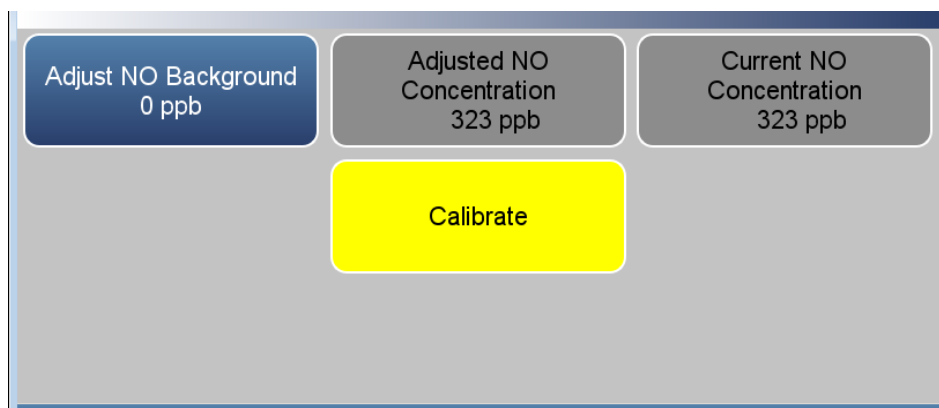 Adjust NO Background
0 ppb
Adjusted NO
Concentration
323 ppb
Current NO
Concentration
323 ppb
Calibrate